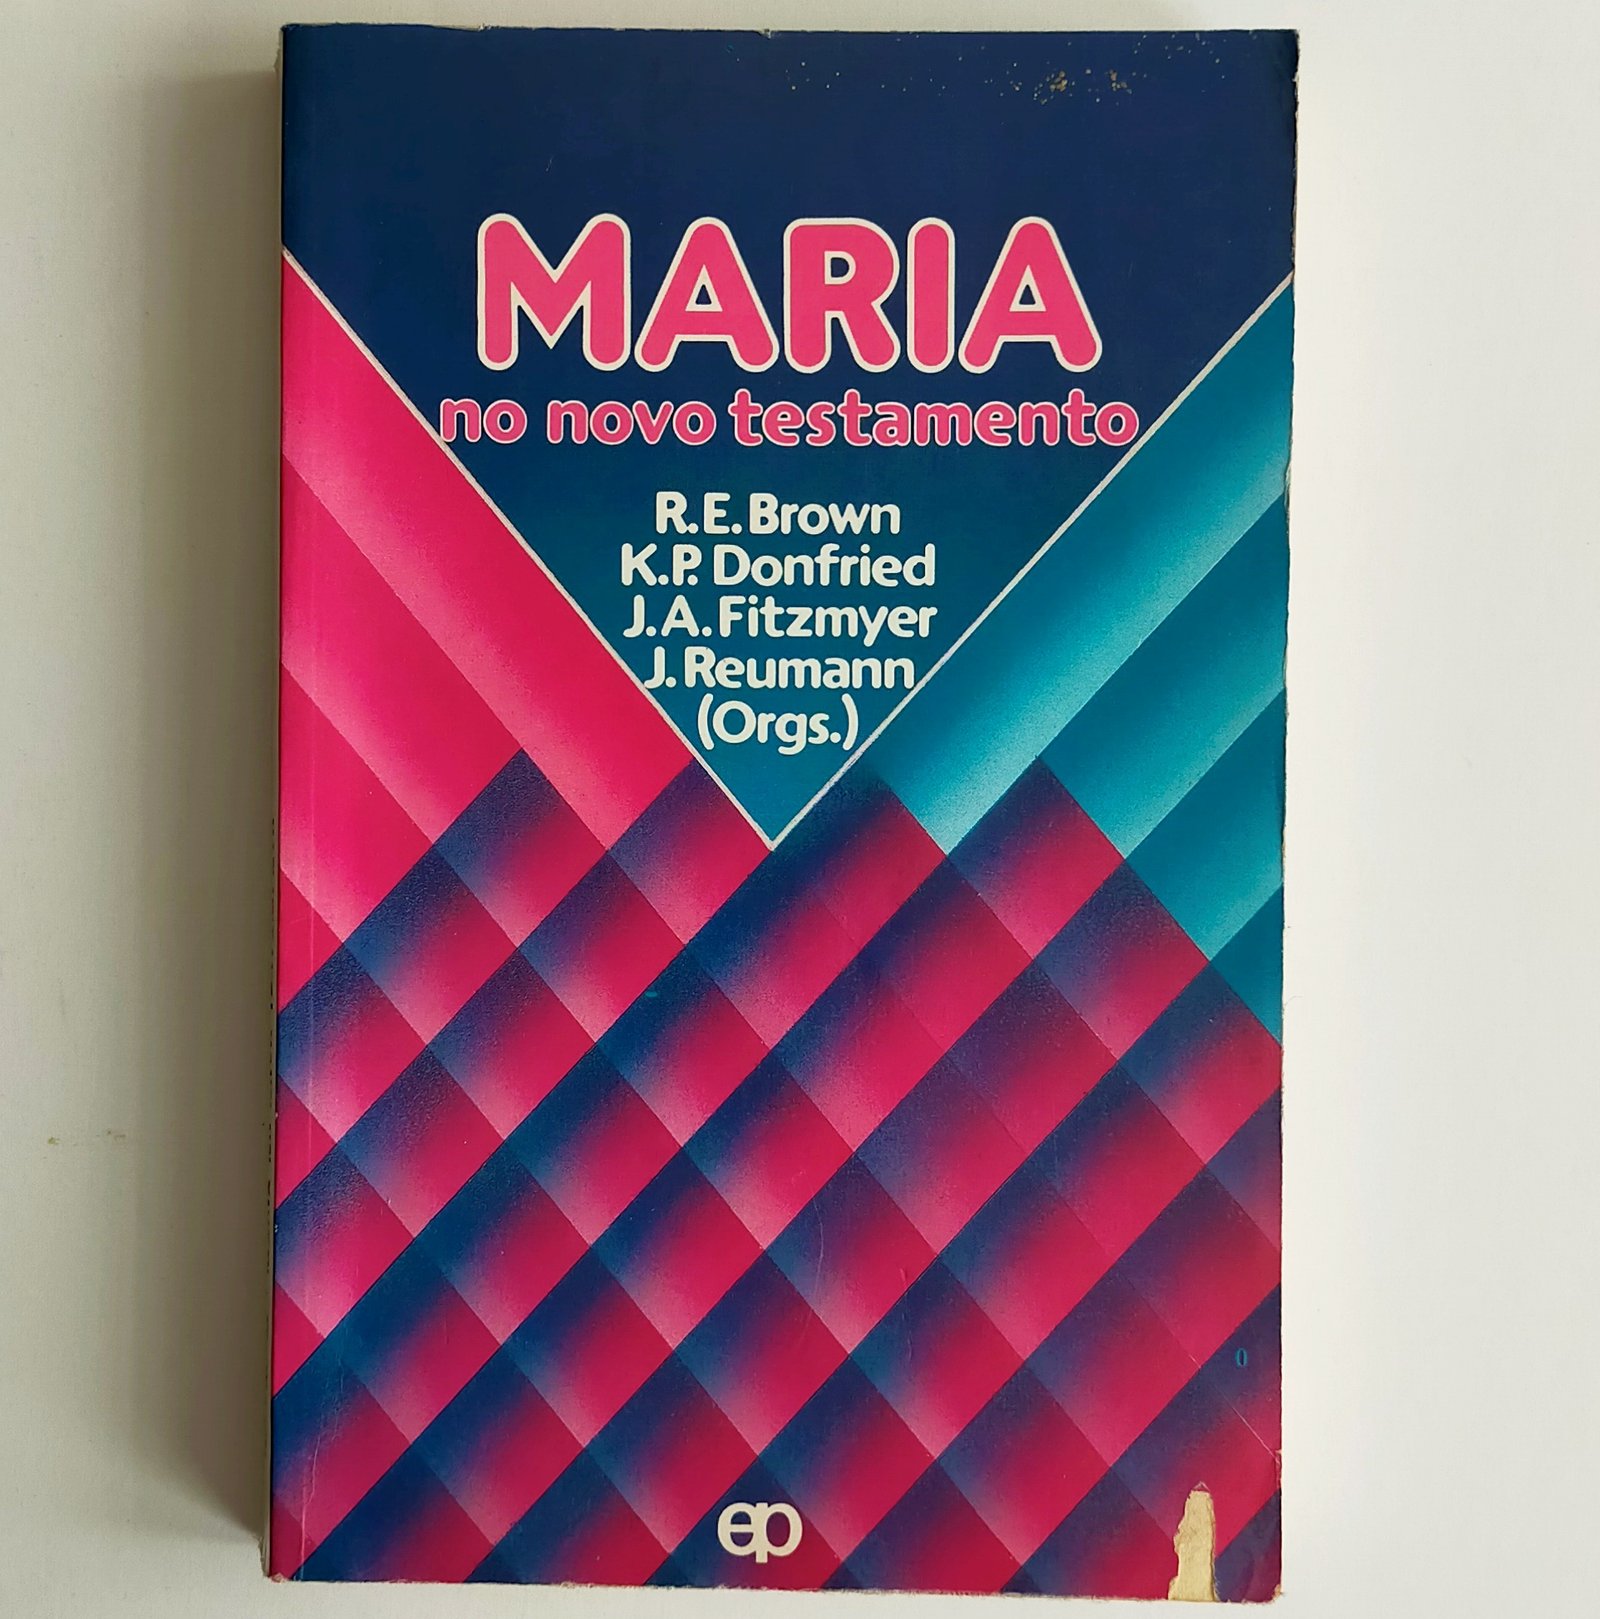 MARIA
no novo testamento
R.E. Brown
K.P. Donfried
J.A. Fitzmyer
J. Reumann
(Orgs.)
ep